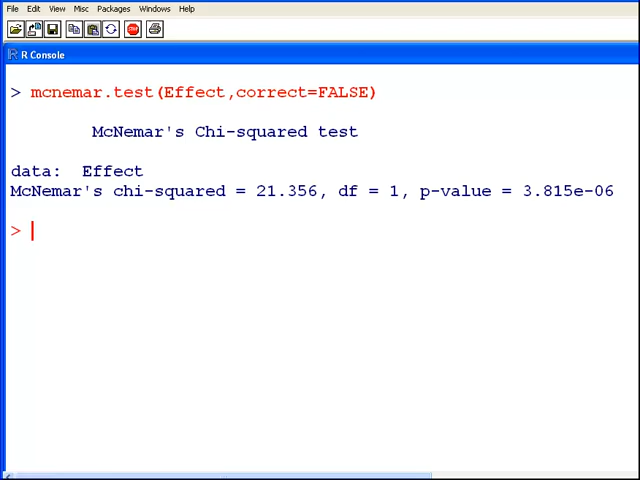 File Edit View Misc Packages Windows Help
STOP
R R Console
> mcnemar.test(Effect,correct=FALSE)
McNemar's Chi-squared test
data: Effect
McNemar's chi-squared = 21.356, df = 1, p-value = 3.815e-06
>